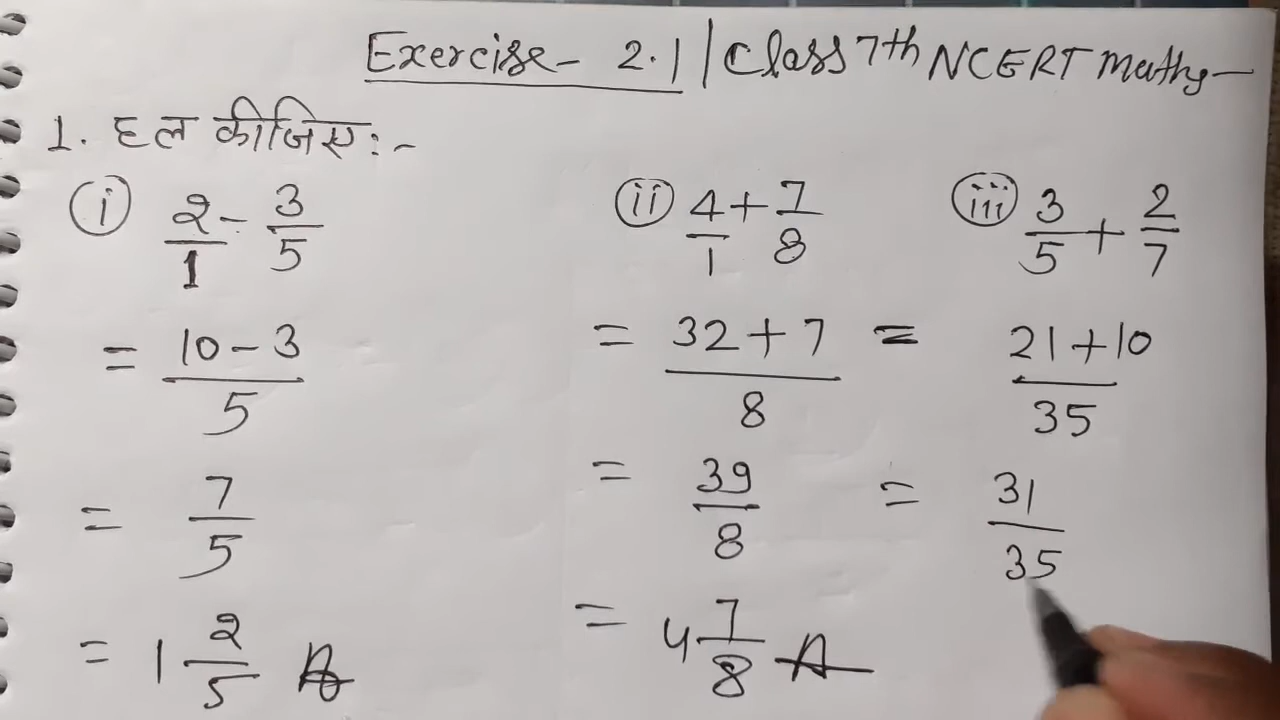 Exercise- 2.1 | Class 7th NCERT Maths-
1. हल कीजिए:-
(i) 2/1 - 3/5
= 10-3/5
= 7/5
= 1 2/5 A
(ii) 4/1 + 7/8
= 32+7/8
= 39/8
= 4 7/8 A
(iii) 3/5 + 2/7
= 21+10/35
= 31/35